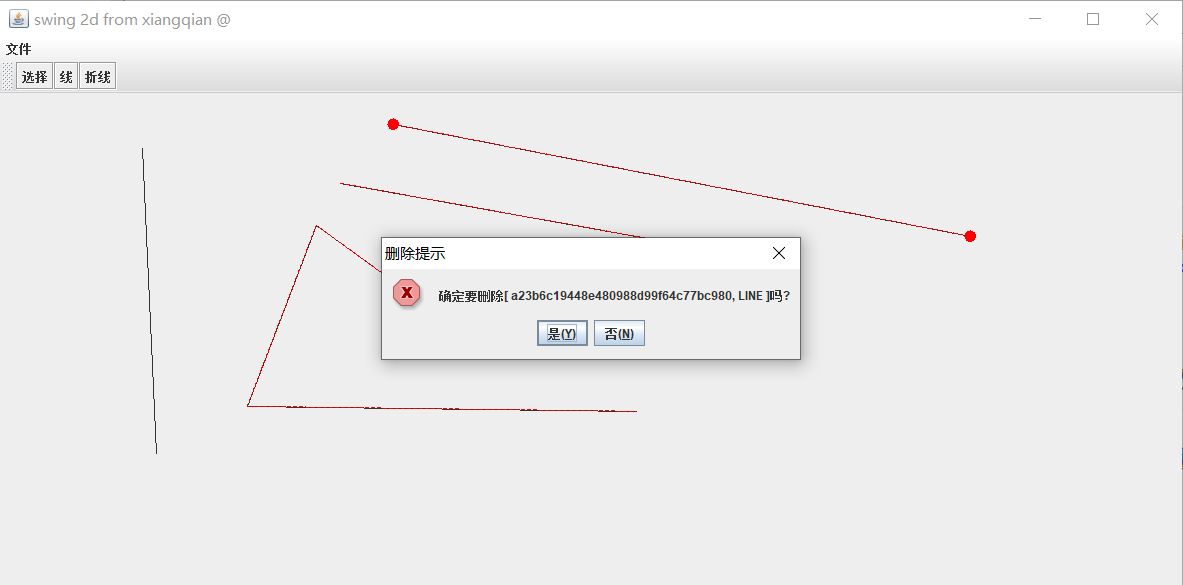 swing 2d from xiangqian @
文件
选择 线 折线
删除提示
确定要删除[ a23b6c19448e480988d99f64c77bc980, LINE ]吗?
是(Y) 否(N)